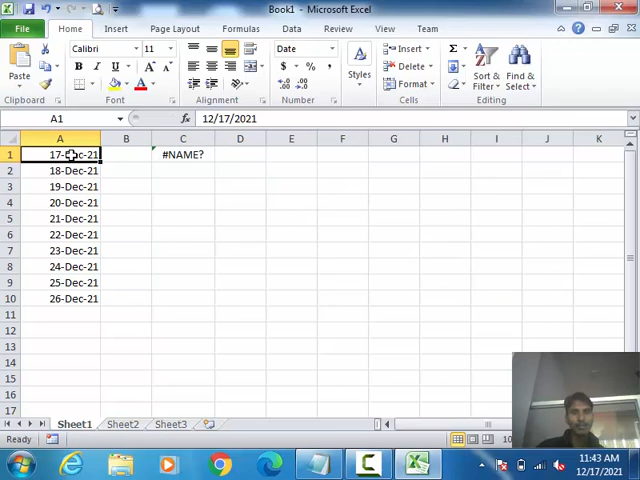 Book1 - Microsoft Excel
File Home Insert Page Layout Formulas Data Review View Team
Paste
Clipboard
Calibri 11
B I U A
Font
Alignment
Date
$ % ,
Number
Styles
Insert
Delete
Format
Cells
Σ
Sort & Filter
Find & Select
Editing
A1 fx 12/17/2021
A B C D E F G H I J K
1 17-Dec-21 #NAME?
2 18-Dec-21
3 19-Dec-21
4 20-Dec-21
5 21-Dec-21
6 22-Dec-21
7 23-Dec-21
8 24-Dec-21
9 25-Dec-21
10 26-Dec-21
11
12
13
14
15
16
17
Sheet1 Sheet2 Sheet3
Ready
11:43 AM
12/17/2021